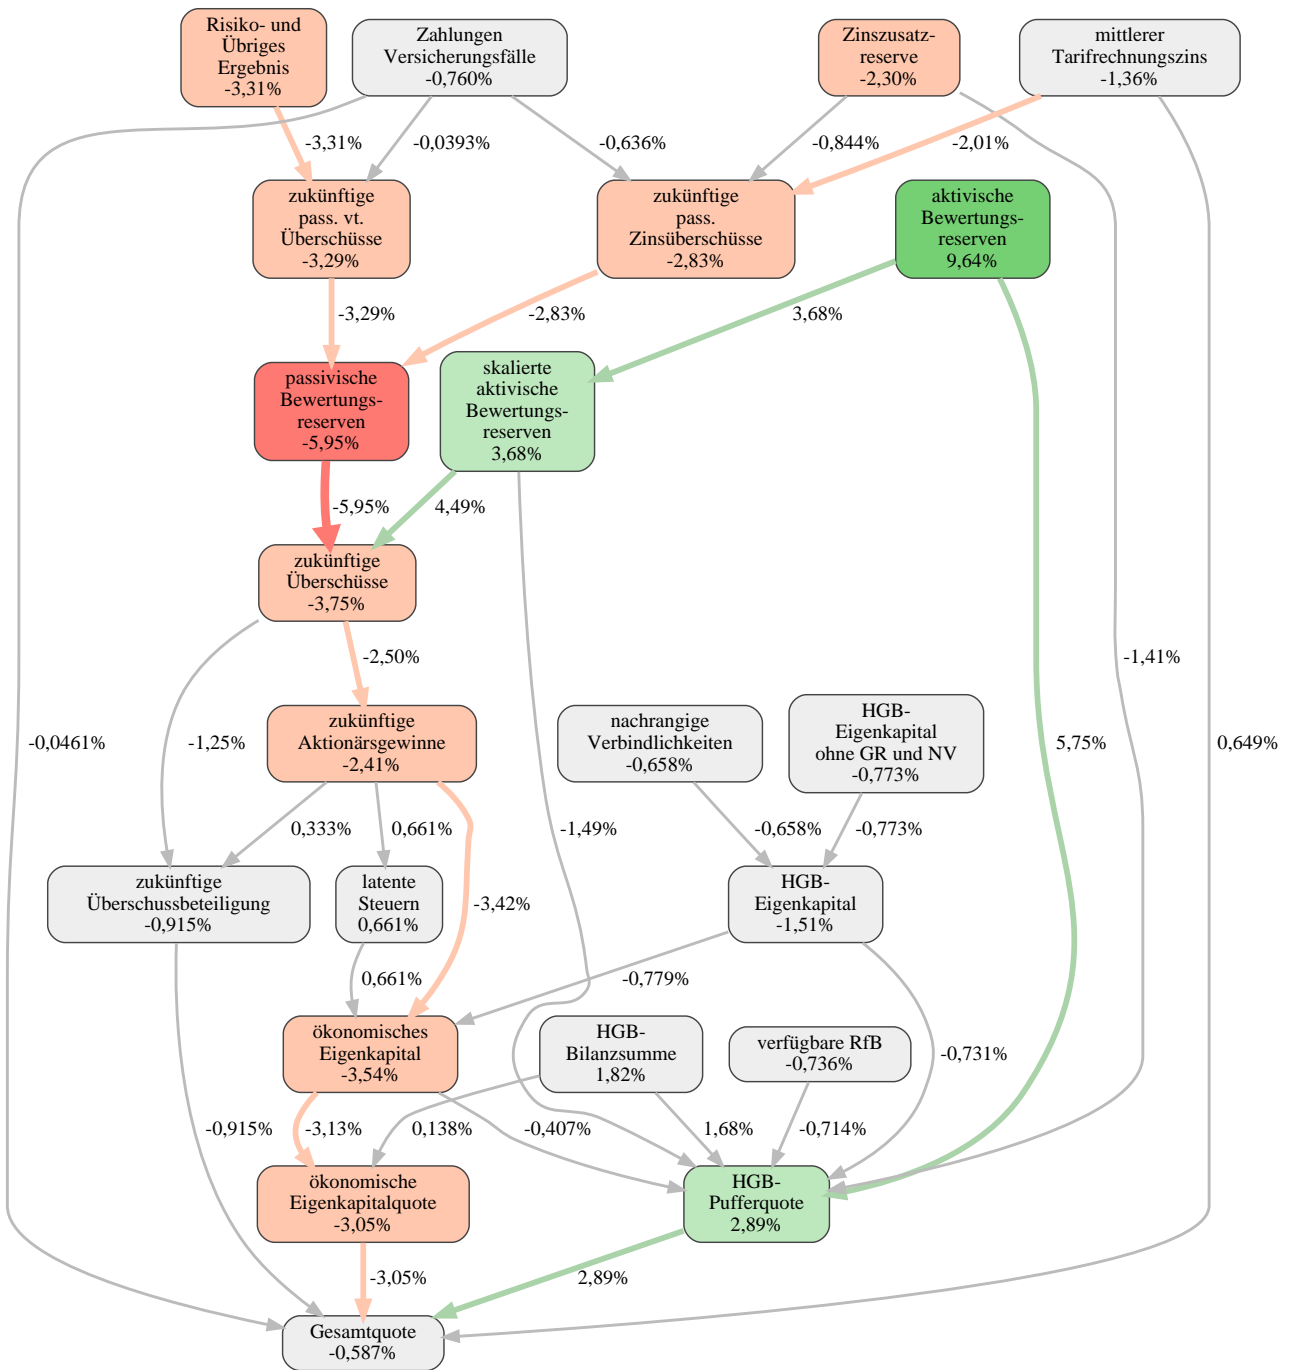 Risiko- und
Übriges
Ergebnis
-3,31%
Zahlungen
Versicherungsfälle
-0,760%
Zinszusatz-
reserve
-2,30%
mittlerer
Tarifrechnungszins
-1,36%
-3,31%
-0,0393%
-0,636%
-0,844%
-2,01%
zukünftige
pass. vt.
Überschüsse
-3,29%
zukünftige
pass.
Zinsüberschüsse
-2,83%
aktivische
Bewertungs-
reserven
9,64%
-3,29%
-2,83%
3,68%
passivische
Bewertungs-
reserven
-5,95%
skalierte
aktivische
Bewertungs-
reserven
3,68%
-5,95%
4,49%
zukünftige
Überschüsse
-3,75%
-2,50%
-1,41%
zukünftige
Aktionärsgewinne
-2,41%
nachrangige
Verbindlichkeiten
-0,658%
HGB-
Eigenkapital
ohne GR und NV
-0,773%
-0,0461%
-1,25%
5,75%
0,649%
0,333%
0,661%
-1,49%
-0,658%
-0,773%
zukünftige
Überschussbeteiligung
-0,915%
latente
Steuern
0,661%
-3,42%
HGB-
Eigenkapital
-1,51%
0,661%
-0,779%
ökonomisches
Eigenkapital
-3,54%
HGB-
Bilanzsumme
1,82%
verfügbare RfB
-0,736%
-0,731%
-0,915%
-3,13%
0,138%
-0,407%
1,68%
-0,714%
ökonomische
Eigenkapitalquote
-3,05%
HGB-
Pufferquote
2,89%
-3,05%
2,89%
Gesamtquote
-0,587%